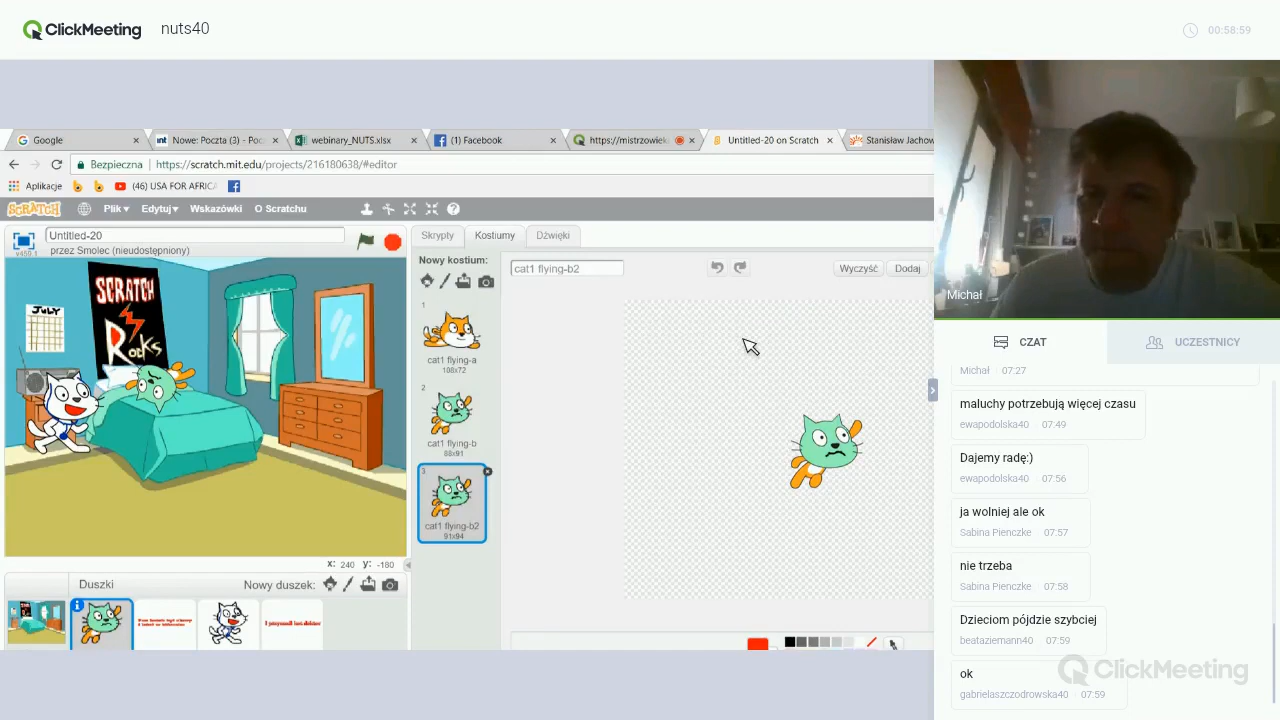 ClickMeeting
nuts40
00:58:59
Google
Nowe: Poczta (3) - Poc
webinary_NUTS.xlsx
(1) Facebook
https://mistrzowiek
Untitled-20 on Scratch
Stanisław Jachow
Bezpieczna
https://scratch.mit.edu/projects/216180638/#editor
Aplikacje
(46) USA FOR AFRICA
SCRATCH
Plik
Edytuj
Wskazówki
O Scratchu
Untitled-20
przez Smolec (nieudostępniony)
v459.1
Skrypty
Kostiumy
Dźwięki
Nowy kostium:
cat1 flying-b2
Wyczyść
Dodaj
JULY
SCRATCH
Rocks
1
cat1 flying-a
108x72
2
cat1 flying-b
88x91
3
cat1 flying-b2
91x94
x: 240 y: -180
Duszki
Nowy duszek:
I przyszedł kot doktor
Michał
CZAT
UCZESTNICY
Michał 07:27
maluchy potrzebują więcej czasu
ewapodolska40 07:49
Dajemy radę:)
ewapodolska40 07:56
ja wolniej ale ok
Sabina Pienczke 07:57
nie trzeba
Sabina Pienczke 07:58
Dzieciom pójdzie szybciej
beataziemann40 07:59
ok
gabrielaszczodrowska40 07:59
ClickMeeting